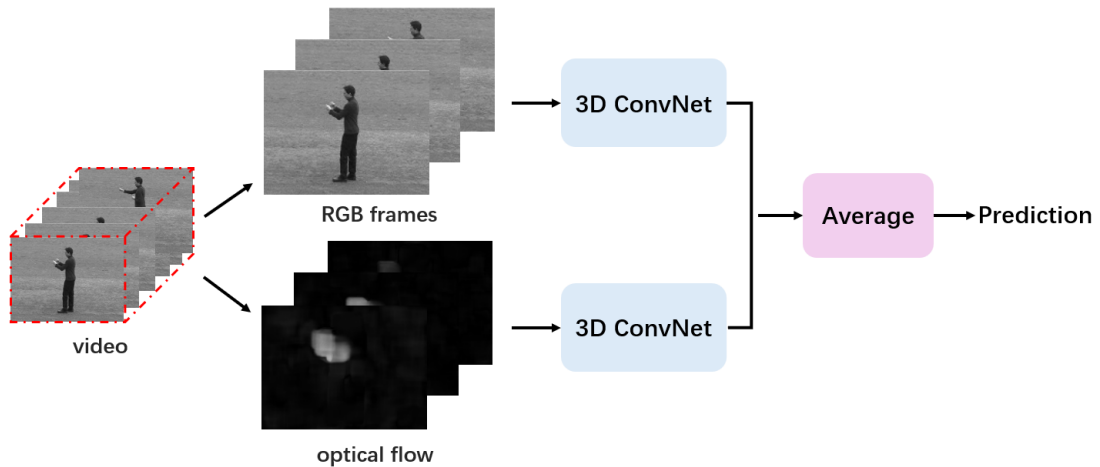 RGB frames
3D ConvNet
video
optical flow
3D ConvNet
Average
Prediction